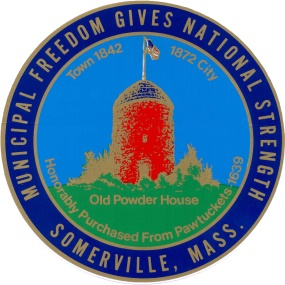 MUNICIPAL FREEDOM GIVES NATIONAL STRENGTH
Town 1842
1872 City
Old Powder House
Honorably Purchased From Pawtuckets 1639
SOMERVILLE, MASS.